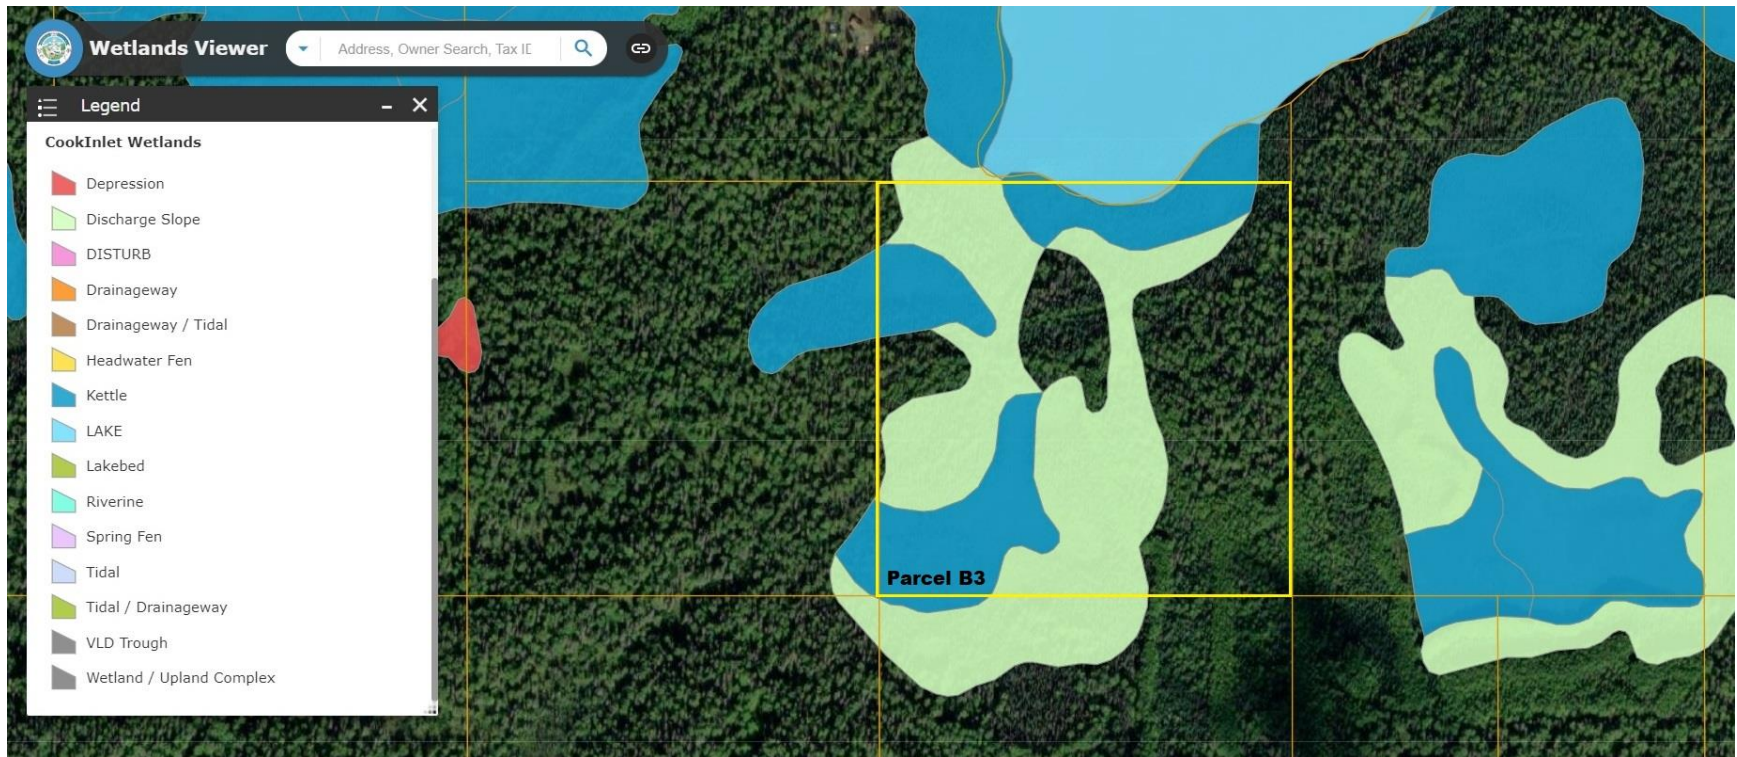 Wetlands Viewer
Address, Owner Search, Tax ID
Legend
CookInlet Wetlands
Depression
Discharge Slope
DISTURB
Drainageway
Drainageway / Tidal
Headwater Fen
Kettle
LAKE
Lakebed
Riverine
Spring Fen
Tidal
Tidal / Drainageway
VLD Trough
Wetland / Upland Complex
Parcel B3